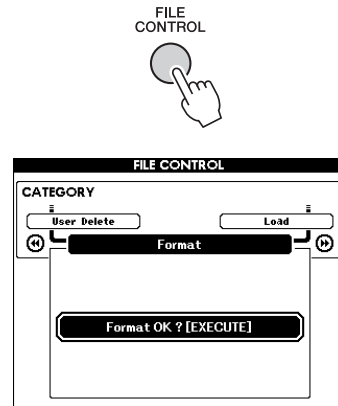 FILE
CONTROL
FILE CONTROL
CATEGORY
User Delete
Load
Format
Format OK ? [EXECUTE]